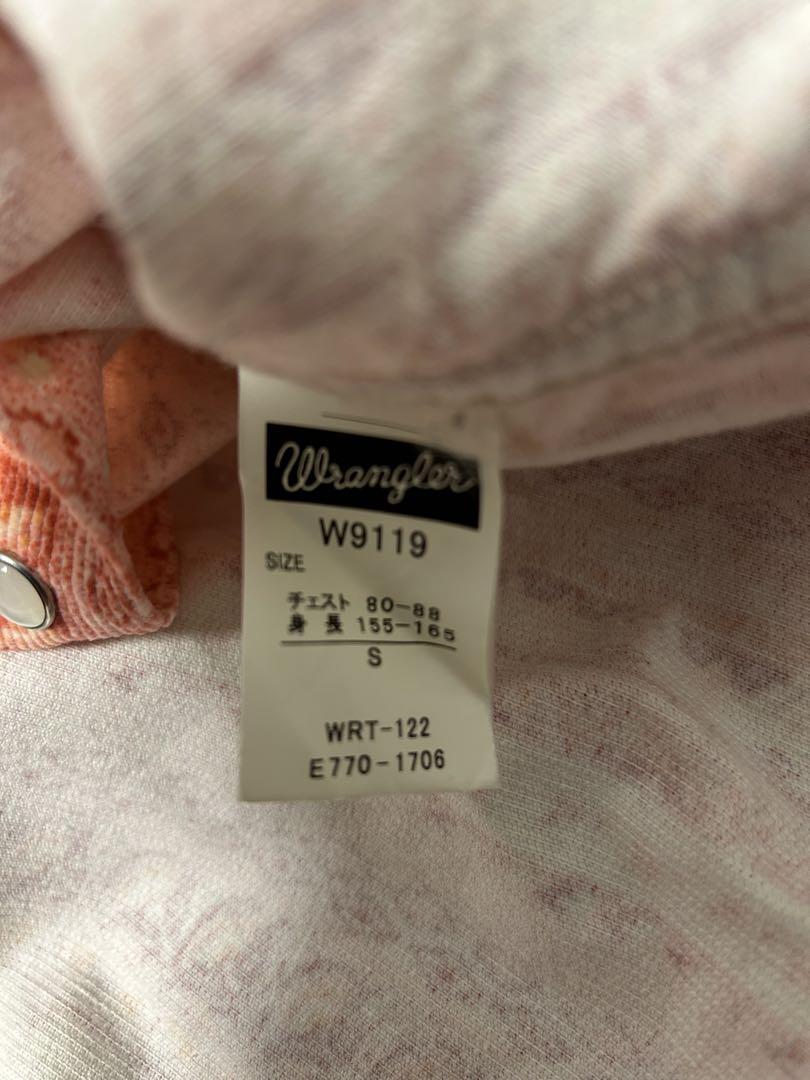 Wrangler
W9119
SIZE
チェスト 80-88
身長 155-165
S
WRT-122
E770-1706